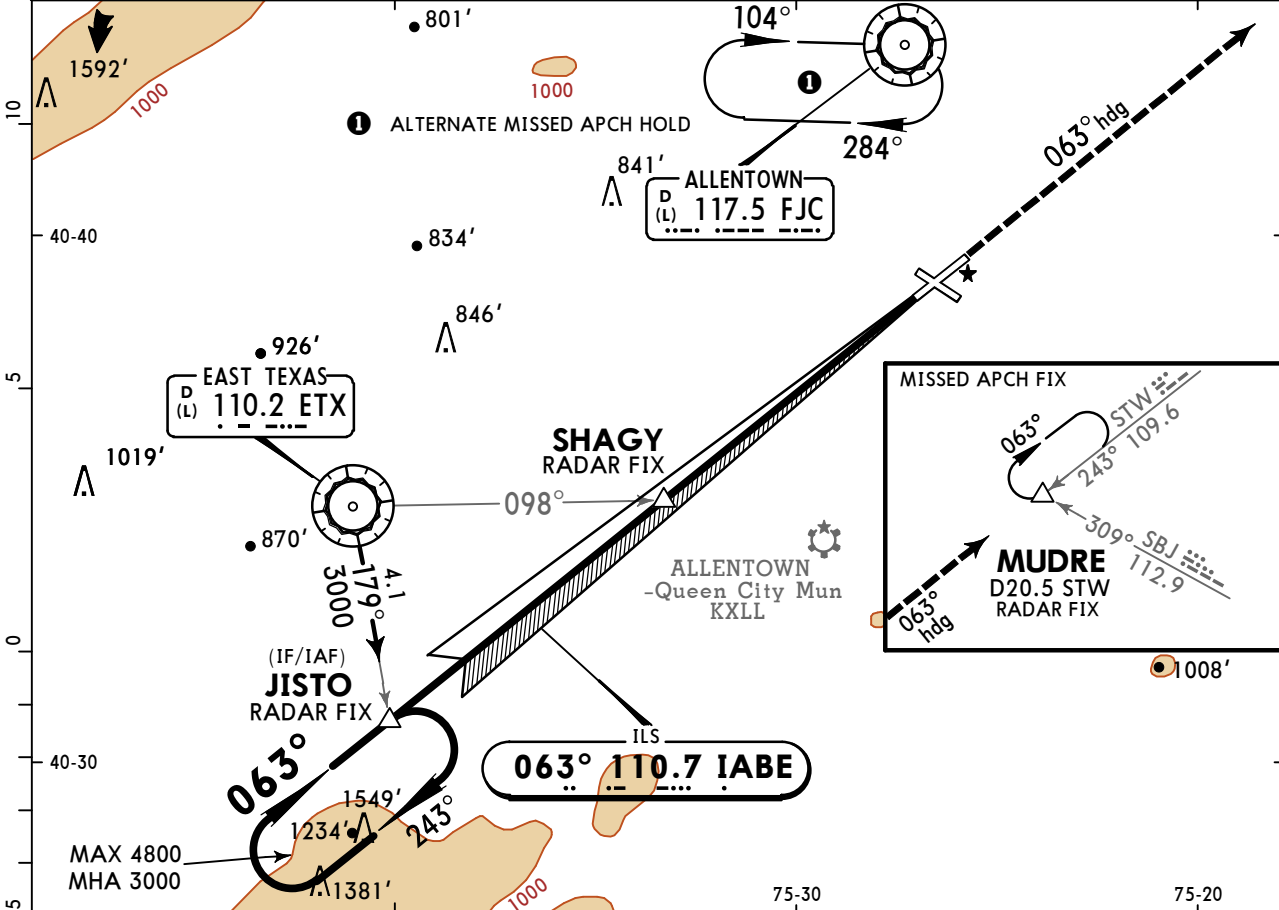 801'
104°
1592'
1000
1000
1
10
1 ALTERNATE MISSED APCH HOLD
284°
063° hdg
841'
ALLENTOWN
D
(L) 117.5 FJC
40-40
834'
846'
926'
EAST TEXAS
D
(L) 110.2 ETX
5
MISSED APCH FIX
063°
STW
243° 109.6
309° SBJ
112.9
MUDRE
D20.5 STW
RADAR FIX
063°
hdg
SHAGY
RADAR FIX
1019'
098°
870'
4.1
179°
3000
ALLENTOWN
-Queen City Mun
KXLL
0
(IF/IAF)
JISTO
RADAR FIX
1008'
ILS
063° 110.7 IABE
40-30
063°
243°
1549'
1234'
MAX 4800
MHA 3000
1381'
1000
5
75-30
75-20